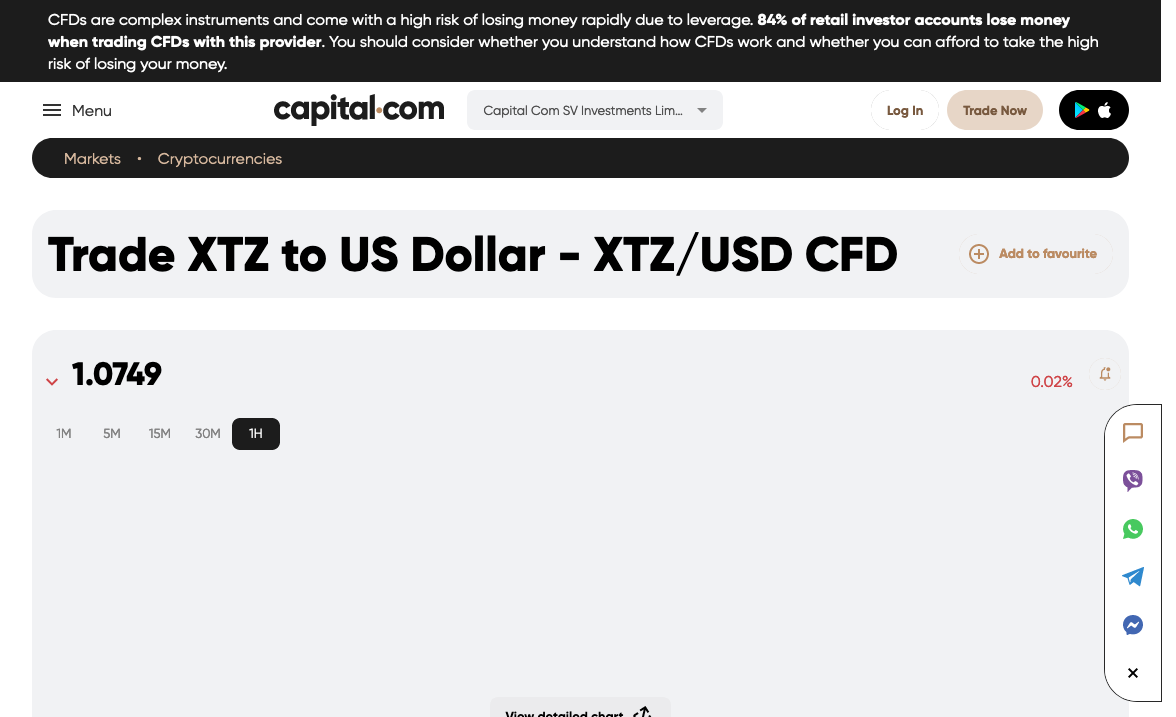 CFDs are complex instruments and come with a high risk of losing money rapidly due to leverage. 84% of retail investor accounts lose money
when trading CFDs with this provider. You should consider whether you understand how CFDs work and whether you can afford to take the high
risk of losing your money.
Menu
capital.com
Capital Com SV Investments Lim...
Log In
Trade Now
Markets • Cryptocurrencies
Trade XTZ to US Dollar - XTZ/USD CFD
Add to favourite
1.0749
0.02%
1M 5M 15M 30M 1H
View detailed chart